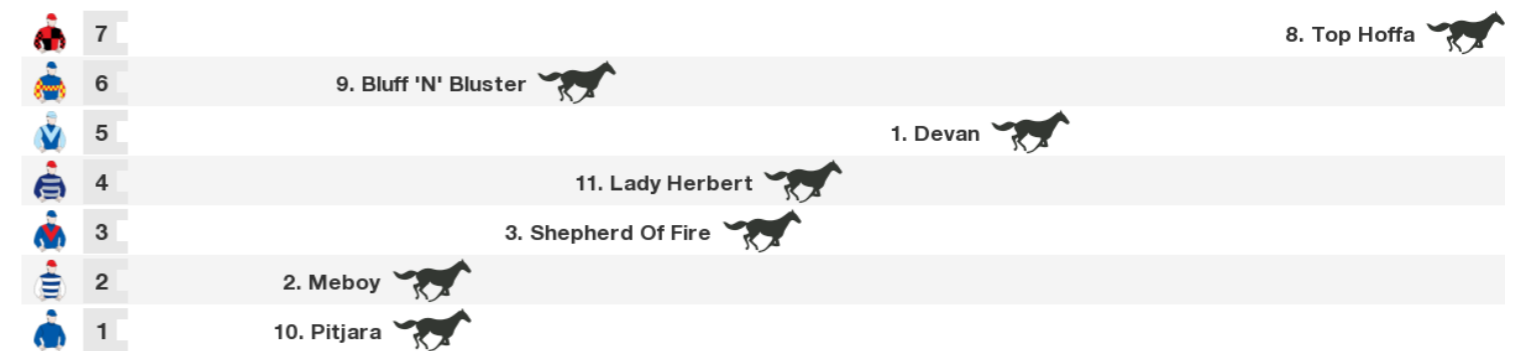 7 8. Top Hoffa
6 9. Bluff 'N' Bluster
5 1. Devan
4 11. Lady Herbert
3 3. Shepherd Of Fire
2 2. Meboy
1 10. Pitjara